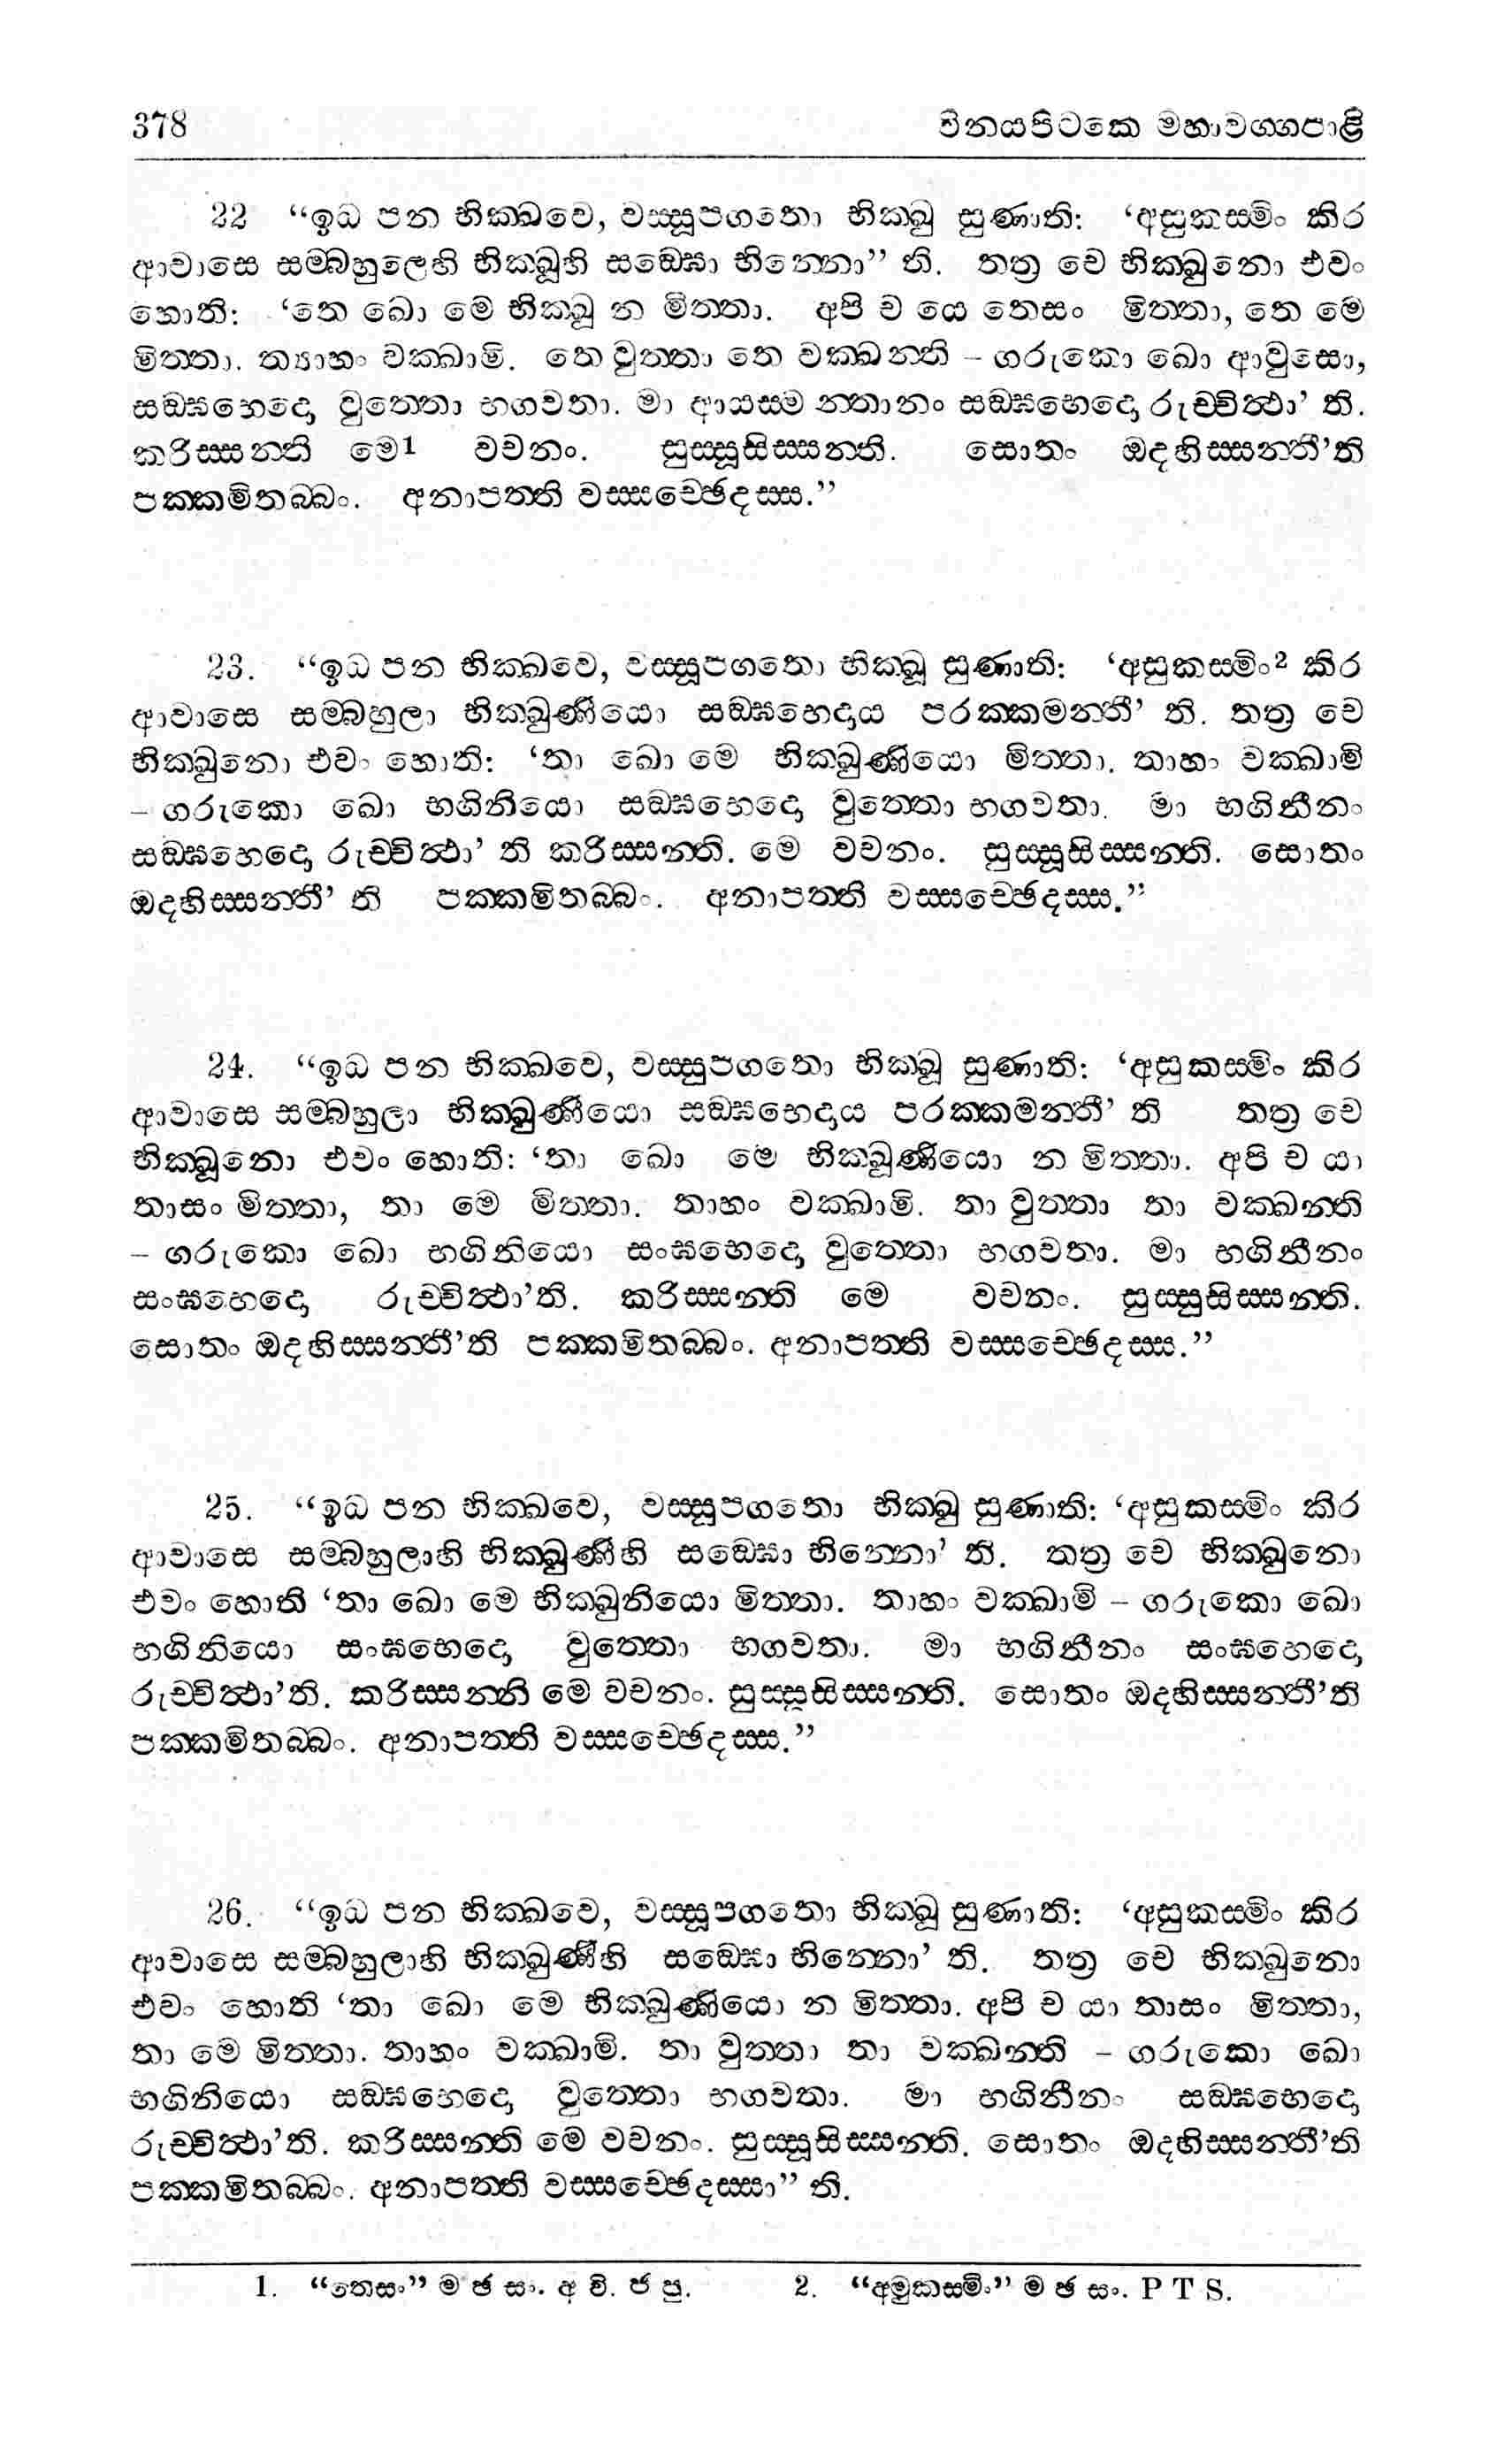 378 විනයපිටකෙ මහාවග්ගපාළි
22 “ඉධ පන භික්ඛවෙ, වස්සූපගතො භික්ඛු සුණාති: ‘අසුකස්මිං කිර
ආවාසෙ සම්බහුලෙහි භික්ඛූහි සඞ්ඝො භින්නො” ති. තත්‍ර චෙ භික්ඛුනො එවං
හොති: ‘තෙ ඛො මෙ භික්ඛූ න මිත්තා. අපි ච යෙ තෙසං මිත්තා, තෙ මෙ
මිත්තා. ත්‍යාහං වක්ඛාමි. තෙ වුත්තා තෙ වක්ඛන්ති – ගරුකො ඛො ආවුසො,
සඞ්ඝභෙදො වුත්තො භගවතා. මා ආයස්මන්තානං සඞ්ඝභෙදො රුච්චිත්ථා’ ති.
කරිස්සන්ති මෙ1 වචනං. සුස්සූසිස්සන්ති. සොතං ඔදහිස්සන්තී’ති
පක්කමිතබ්බං. අනාපත්ති වස්සච්ඡෙදස්ස.”
23. “ඉධ පන භික්ඛවෙ, වස්සූපගතො භික්ඛූ සුණාති: ‘අසුකස්මිං2 කිර
ආවාසෙ සම්බහුලා භික්ඛුණියො සඞ්ඝභෙදාය පරක්කමන්තී’ ති. තත්‍ර චෙ
භික්ඛුනො එවං හොති: ‘තා ඛො මෙ භික්ඛුණියො මිත්තා. තාහං වක්ඛාමි
– ගරුකො ඛො භගිනියො සඞ්ඝභෙදො වුත්තො භගවතා. මා භගිනීනං
සඞ්ඝභෙදො රුච්චිත්ථා’ ති කරිස්සන්ති. මෙ වචනං. සුස්සූසිස්සන්ති. සොතං
ඔදහිස්සන්තී’ ති පක්කමිතබ්බං. අනාපත්ති වස්සච්ඡෙදස්ස.”
24. “ඉධ පන භික්ඛවෙ, වස්සුපගතො භික්ඛූ සුණාති: ‘අසුකස්මිං කිර
ආවාසෙ සම්බහුලා භික්ඛුණියො සඞ්ඝභෙදාය පරක්කමන්තී’ ති තත්‍ර චෙ
භික්ඛූනො එවං හොති: ‘තා ඛො මෙ භික්ඛූණියො න මිත්තා. අපි ච යා
තාසං මිත්තා, තා මෙ මිත්තා. තාහං වක්ඛාමි. තා වුත්තා තා වක්ඛන්ති
– ගරුකො ඛො භගිනියො සංඝභෙදො වුත්තො භගවතා. මා භගිනීනං
සංඝභෙදො රුච්චිත්ථා’ති. කරිස්සන්ති මෙ වචනං. සුස්සුසිස්සන්ති.
සොතං ඔදහිස්සන්තී’ති පක්කමිතබ්බං. අනාපත්ති වස්සච්ඡෙදස්ස.”
25. “ඉධ පන භික්ඛවෙ, වස්සූපගතො භික්ඛු සුණාති: ‘අසුකස්මිං කිර
ආවාසෙ සම්බහුලාහි භික්ඛුණීහි සඞ්ඝො භින්නො’ ති. තත්‍ර චෙ භික්ඛුනො
එවං හොති ‘තා ඛො මෙ භික්ඛුනියො මිත්තා. තාහං වක්ඛාමි – ගරුකො ඛො
භගිනියො සංඝභෙදො වුත්තො භගවතා. මා භගිනීනං සංඝභෙදො
රුච්චිත්ථා’ති. කරිස්සන්ති මෙ වචනං. සුස්සූසිස්සන්ති. සොතං ඔදහිස්සන්තී’ති
පක්කමිතබ්බං. අනාපත්ති වස්සච්ඡෙදස්ස.”
26. “ඉධ පන භික්ඛවෙ, වස්සූපගතො භික්ඛූ සුණාති: ‘අසුකස්මිං කිර
ආවාසෙ සම්බහුලාහි භික්ඛුණීහි සඞ්ඝො භින්නො’ ති. තත්‍ර චෙ භික්ඛුනො
එවං හොති ‘තා ඛො මෙ භික්ඛුණියො න මිත්තා. අපි ච යා තාසං මිත්තා,
තා මෙ මිත්තා. තාහං වක්ඛාමි. තා වුත්තා තා වක්ඛන්ති – ගරුකො ඛො
භගිනියො සඞ්ඝභෙදො වුත්තො භගවතා. මා භගිනීනං සඞ්ඝභෙදො
රුච්චිත්ථා’ති. කරිස්සන්ති මෙ වචනං. සුස්සූසිස්සන්ති. සොතං ඔදහිස්සන්තී’ති
පක්කමිතබ්බං. අනාපත්ති වස්සච්ඡෙදස්සා” ති.
1. “තෙසං” ම ඡ සං. අ වි. ජ පු. 2. “අමුකස්මිං” ම ඡ සං. P T S.